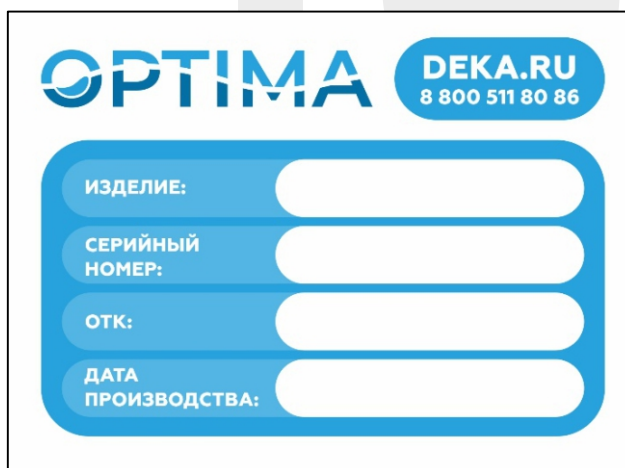 OPTIMA
DEKA.RU
8 800 511 80 86
ИЗДЕЛИЕ:
СЕРИЙНЫЙ
НОМЕР:
ОТК:
ДАТА
ПРОИЗВОДСТВА: